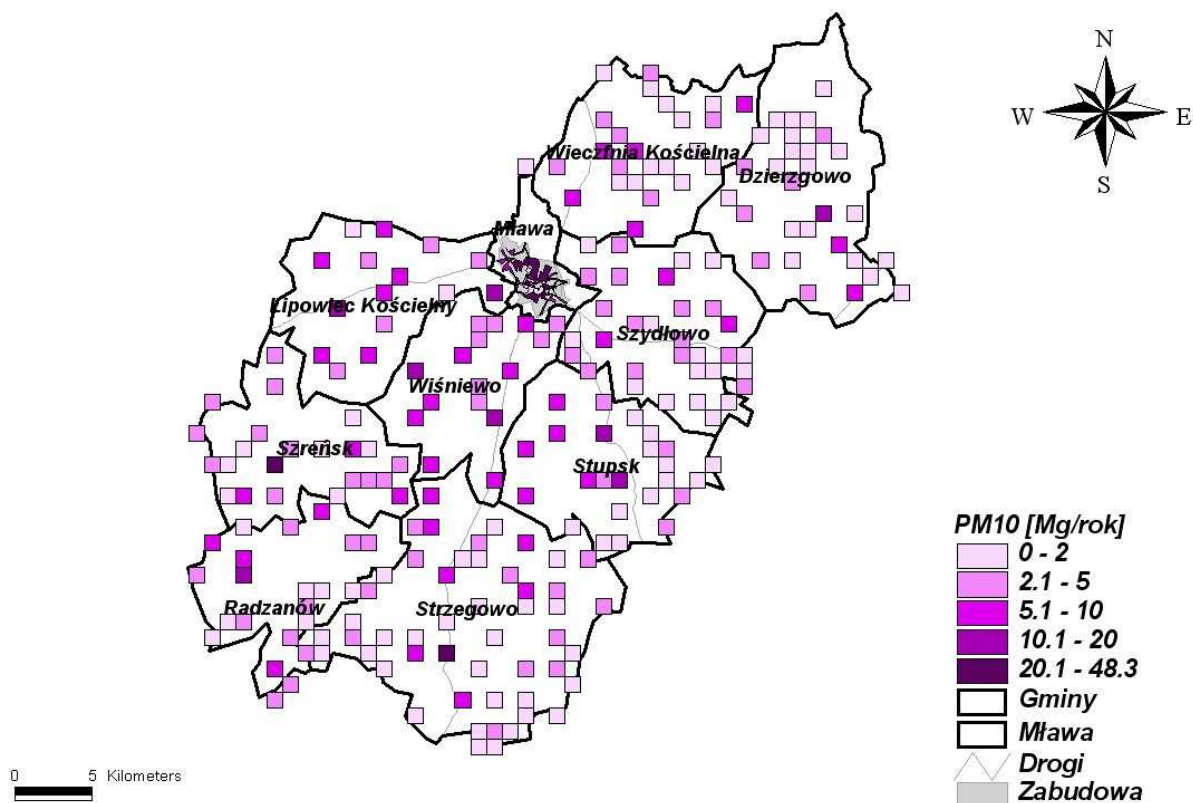 N
W E
S
Wieczfnia Kościelna
Dzierzgowo
Mława
Lipowiec Kościelny
Szydłowo
Wiśniewo
Szreńsk
Stupsk
Radzanów
Strzegowo
PM10 [Mg/rok]
0 - 2
2.1 - 5
5.1 - 10
10.1 - 20
20.1 - 48.3
Gminy
Mława
Drogi
Zabudowa
0 5 Kilometers